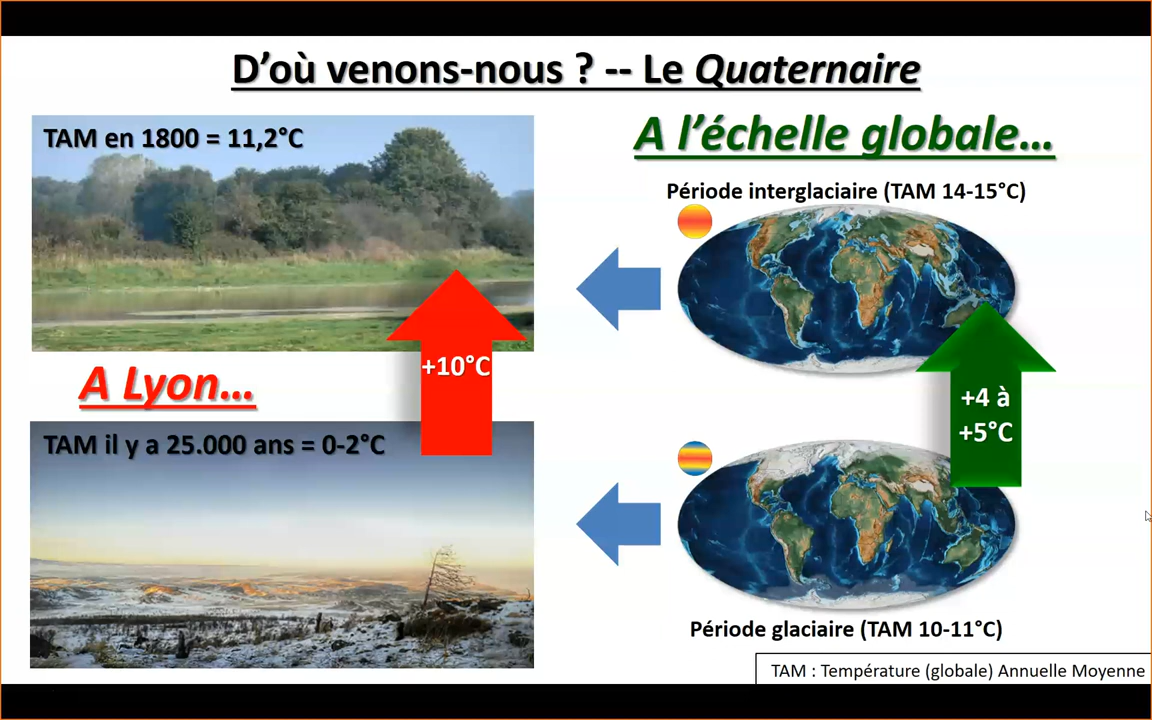 D'où venons-nous ? -- Le Quaternaire
TAM en 1800 = 11,2°C
A l'échelle globale...
Période interglaciaire (TAM 14-15°C)
+10°C
A Lyon...
+4 à
+5°C
TAM il y a 25.000 ans = 0-2°C
Période glaciaire (TAM 10-11°C)
TAM : Température (globale) Annuelle Moyenne